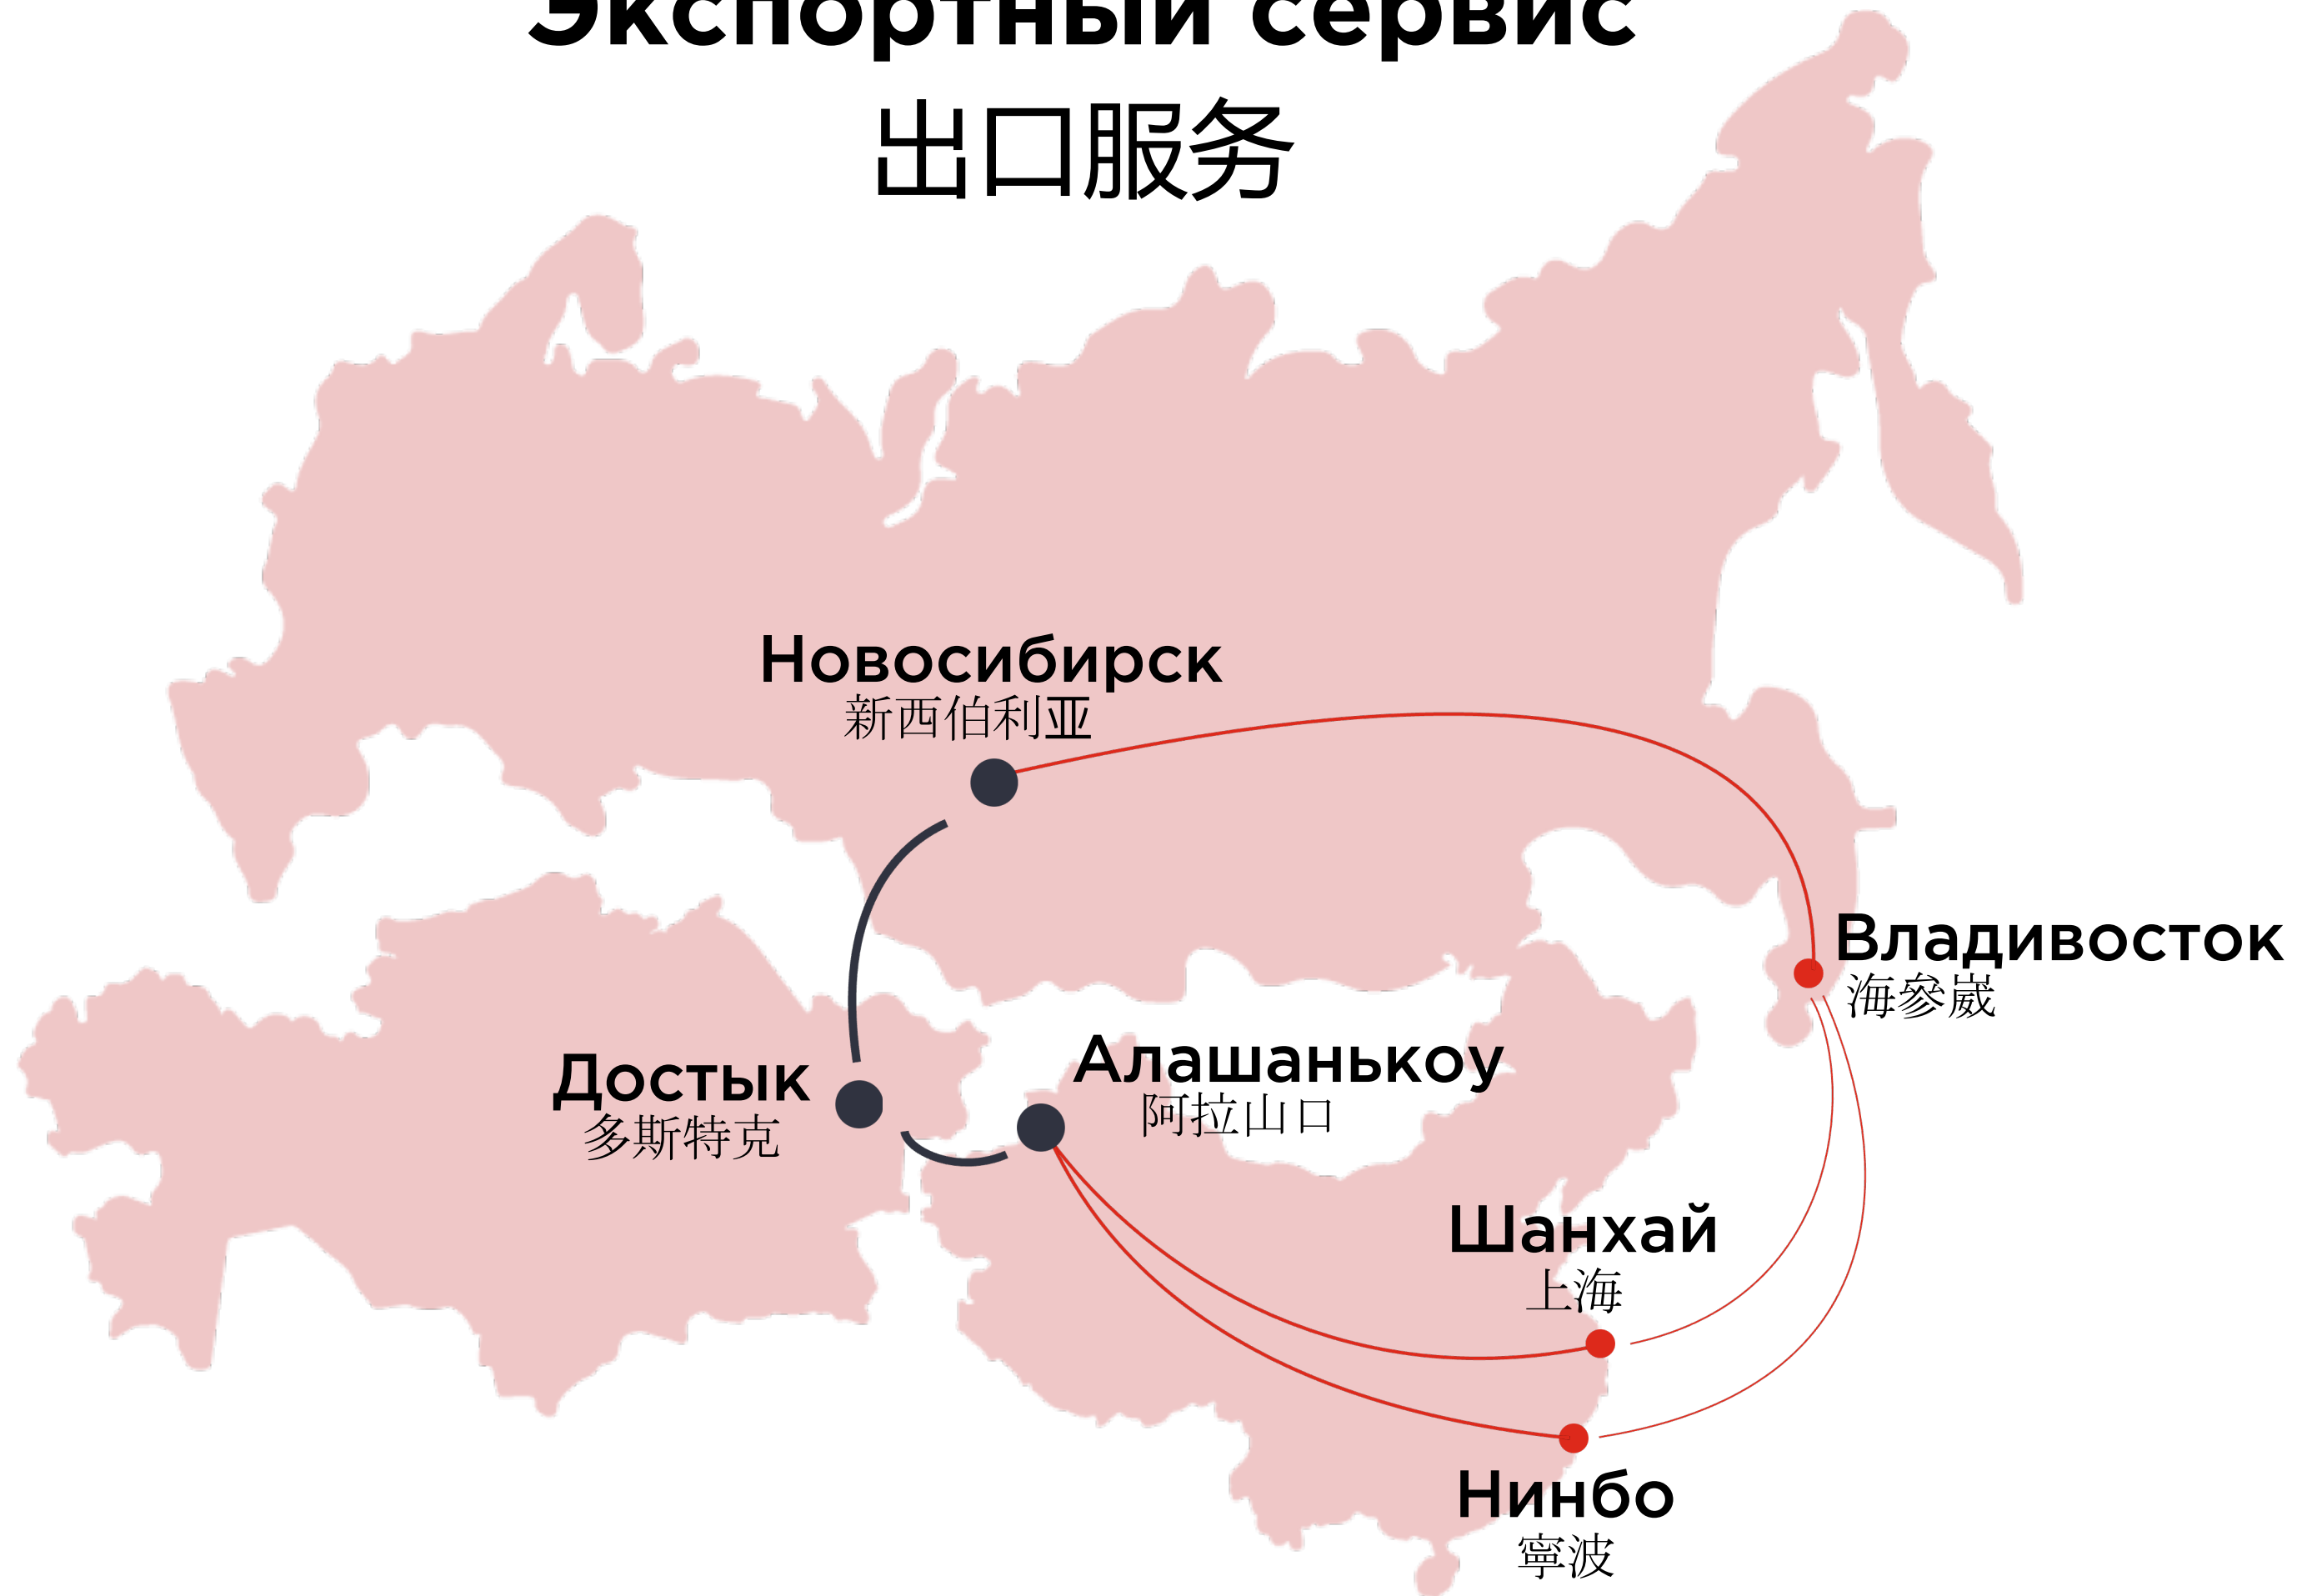 Экспортный сервис
出口服务
Новосибирск
新西伯利亚
Владивосток
海参崴
Достык
多斯特克
Алашанькоу
阿拉山口
Шанхай
上海
Нинбо
寧波